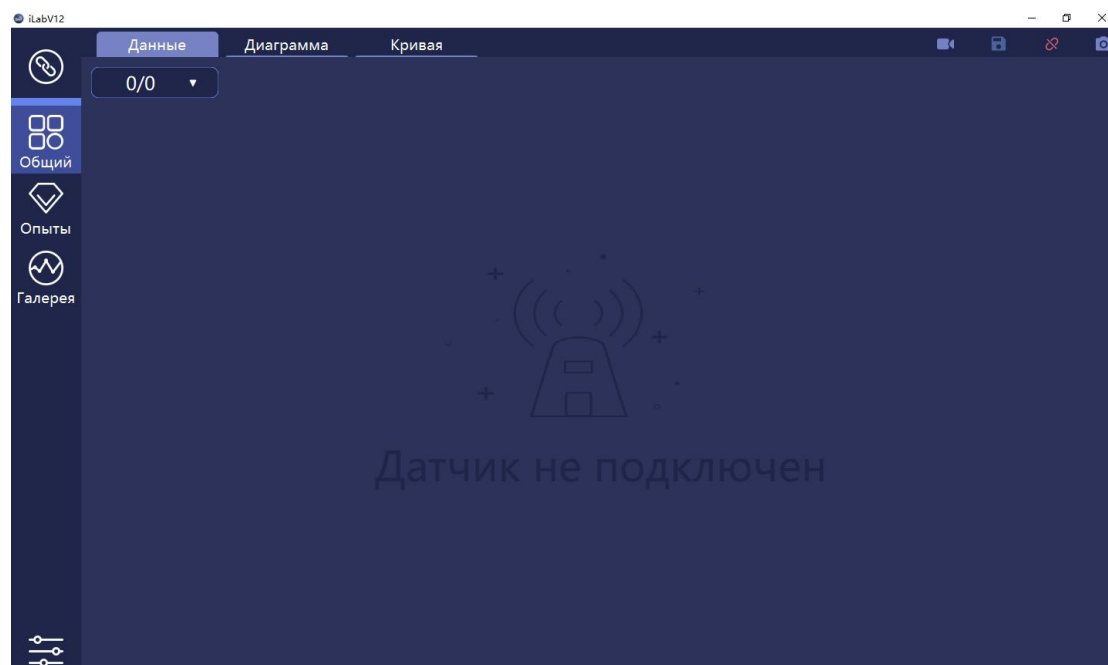 iLabV12
Данные Диаграмма Кривая
0/0
Общий
Опыты
Галерея
Датчик не подключен